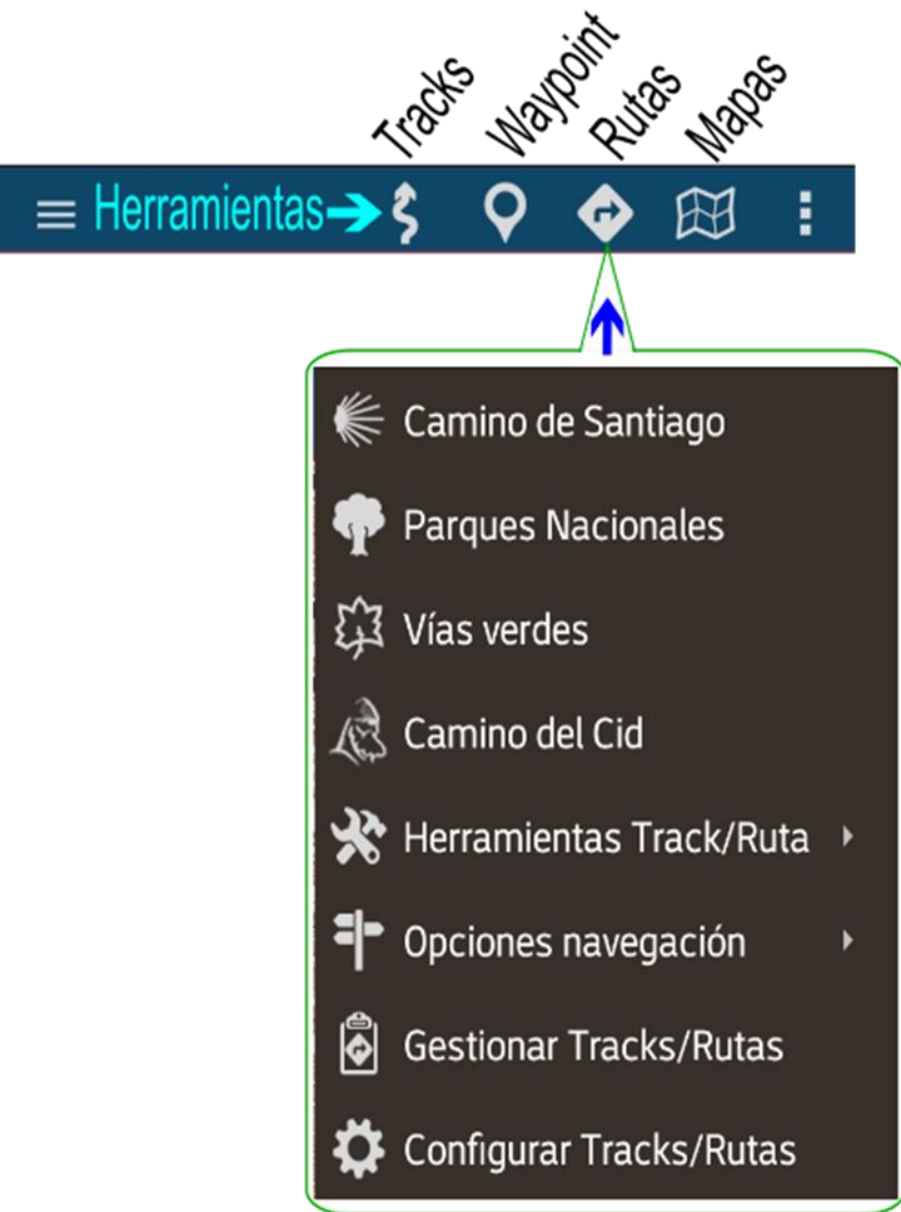 Tracks
Waypoint
Rutas
Mapas
Herramientas
Camino de Santiago
Parques Nacionales
Vías verdes
Camino del Cid
Herramientas Track/Ruta
Opciones navegación
Gestionar Tracks/Rutas
Configurar Tracks/Rutas